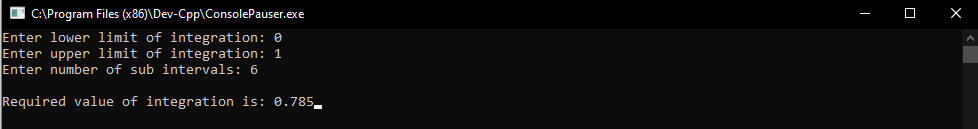 C:\Program Files (x86)\Dev-Cpp\ConsolePauser.exe
Enter lower limit of integration: 0
Enter upper limit of integration: 1
Enter number of sub intervals: 6
Required value of integration is: 0.785